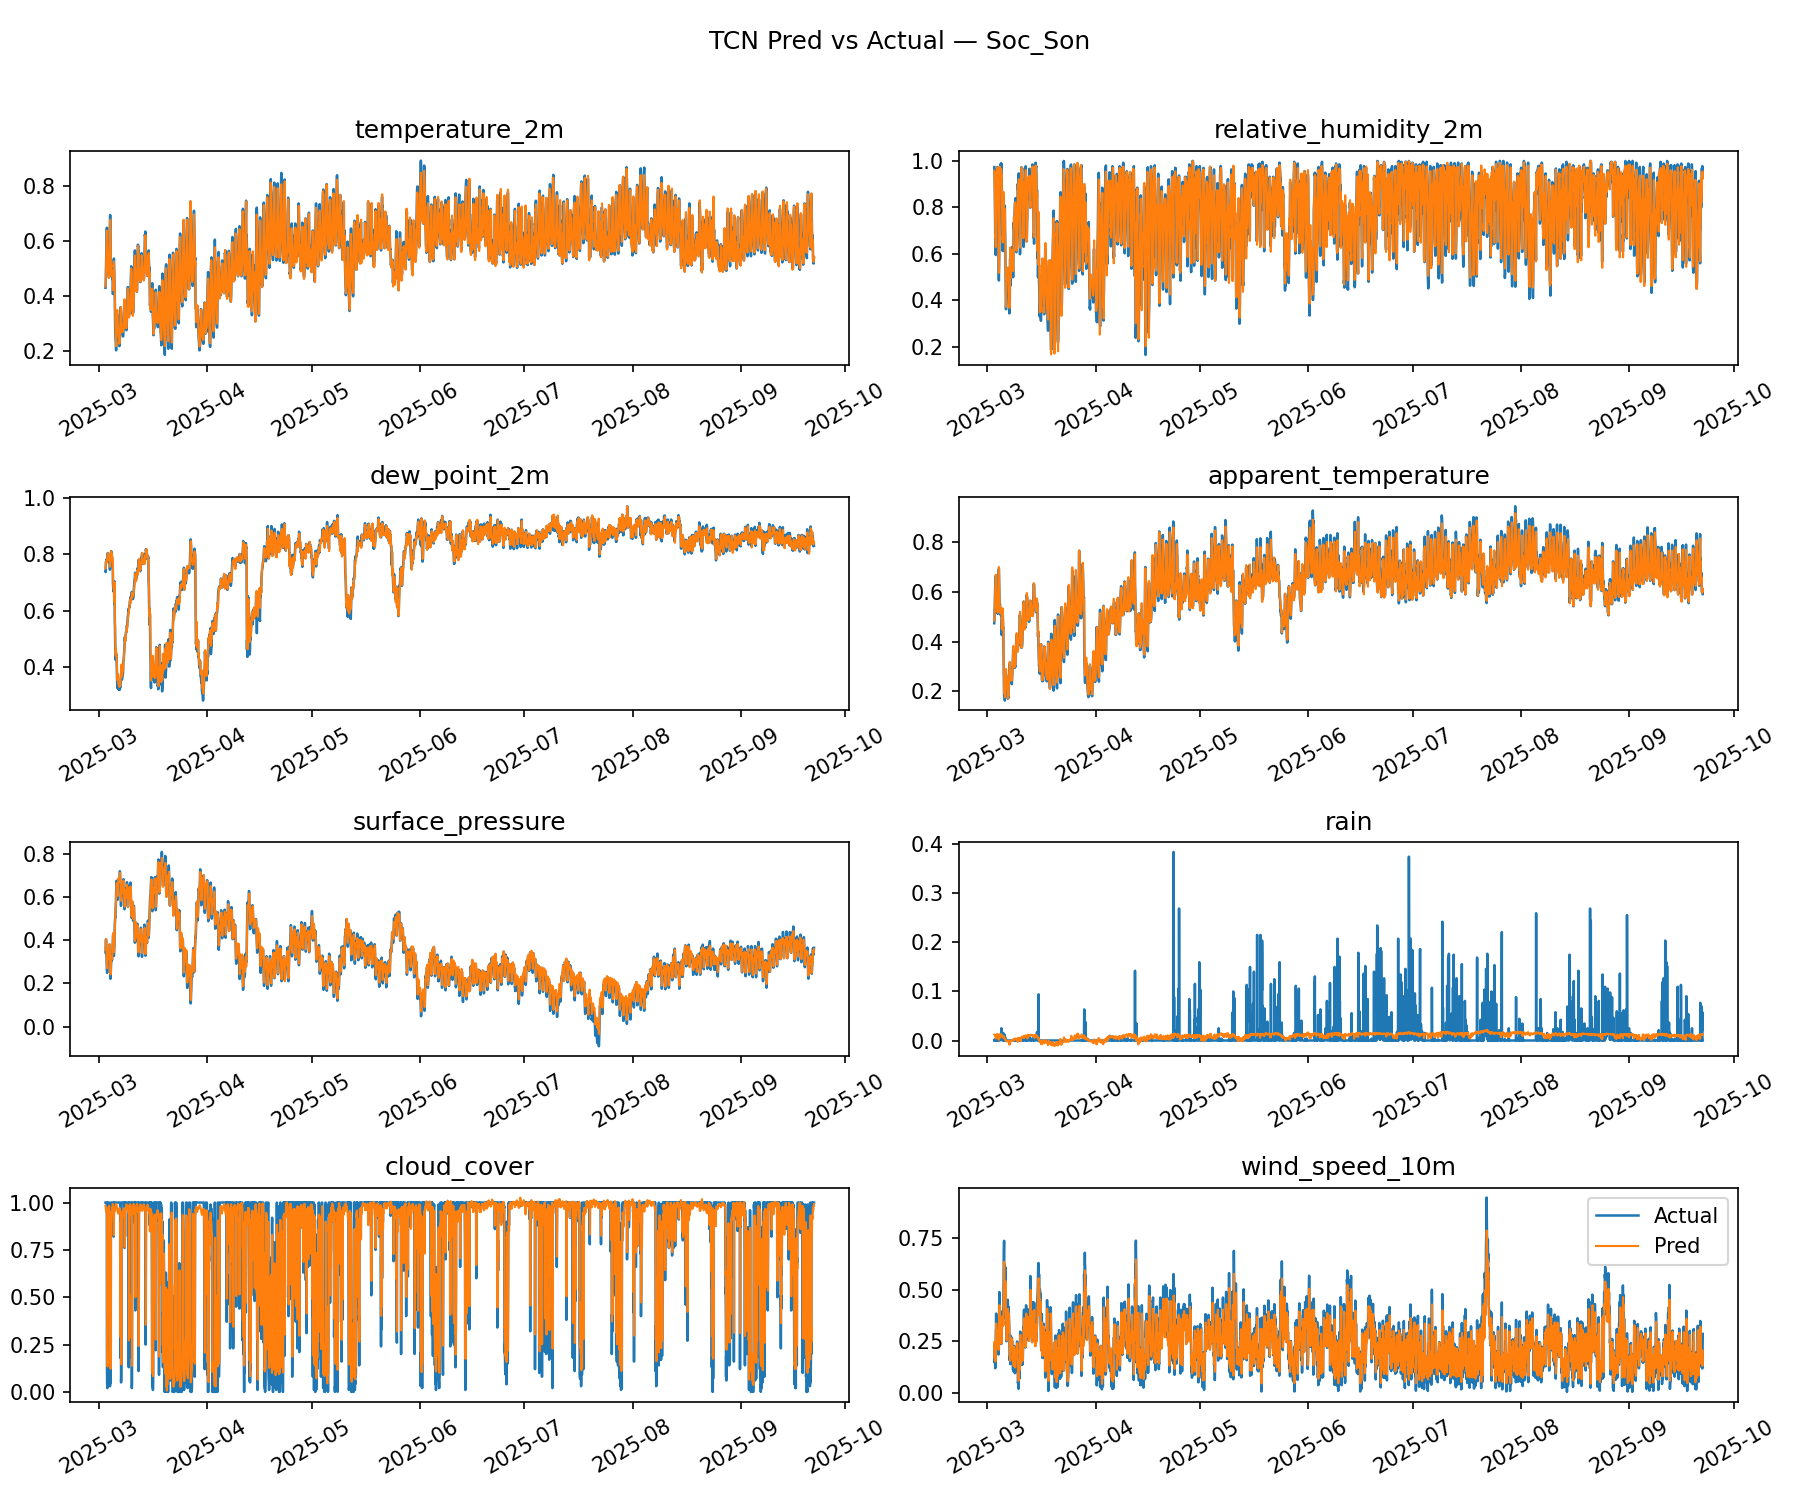 TCN Pred vs Actual — Soc_Son
temperature_2m
0.8
0.6
0.4
0.2
2025-03 2025-04 2025-05 2025-06 2025-07 2025-08 2025-09 2025-10
relative_humidity_2m
1.0
0.8
0.6
0.4
0.2
2025-03 2025-04 2025-05 2025-06 2025-07 2025-08 2025-09 2025-10
dew_point_2m
1.0
0.8
0.6
0.4
2025-03 2025-04 2025-05 2025-06 2025-07 2025-08 2025-09 2025-10
apparent_temperature
0.8
0.6
0.4
0.2
2025-03 2025-04 2025-05 2025-06 2025-07 2025-08 2025-09 2025-10
surface_pressure
0.8
0.6
0.4
0.2
0.0
2025-03 2025-04 2025-05 2025-06 2025-07 2025-08 2025-09 2025-10
rain
0.4
0.3
0.2
0.1
0.0
2025-03 2025-04 2025-05 2025-06 2025-07 2025-08 2025-09 2025-10
cloud_cover
1.00
0.75
0.50
0.25
0.00
2025-03 2025-04 2025-05 2025-06 2025-07 2025-08 2025-09 2025-10
wind_speed_10m
Actual
Pred
0.75
0.50
0.25
0.00
2025-03 2025-04 2025-05 2025-06 2025-07 2025-08 2025-09 2025-10